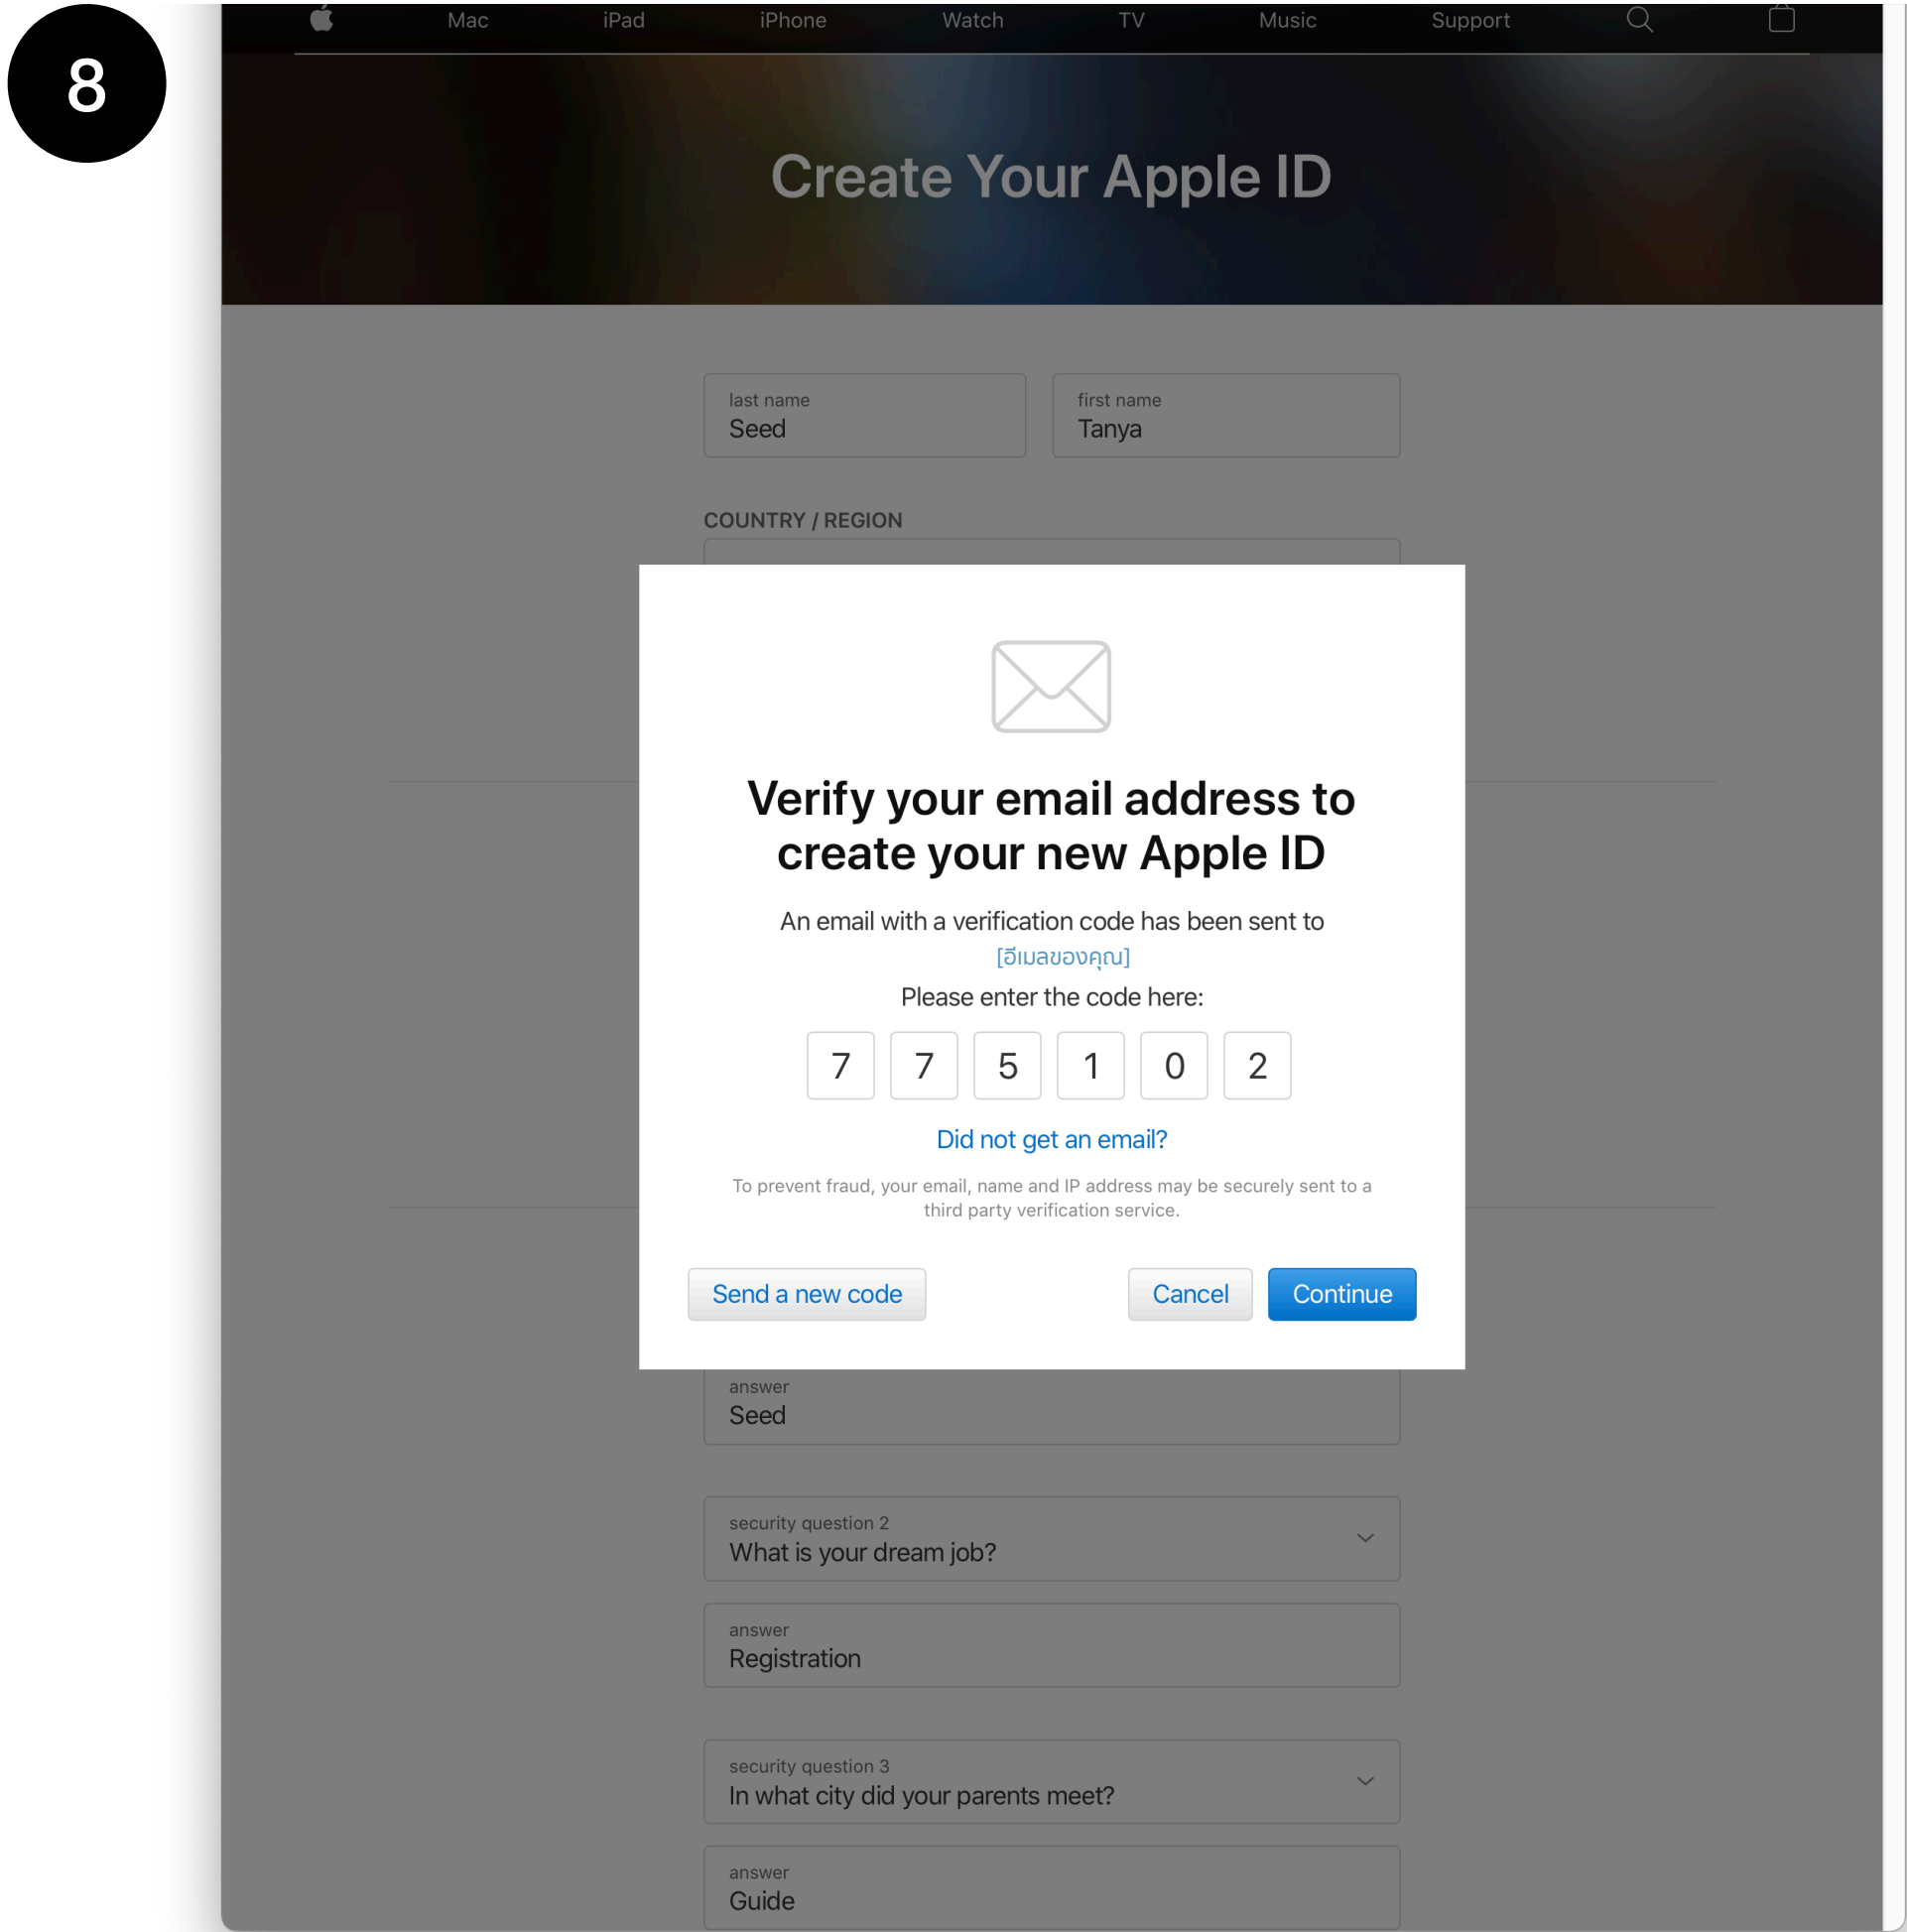 8
Mac iPad iPhone Watch TV Music Support
Create Your Apple ID
last name first name
Seed Tanya
COUNTRY / REGION
Verify your email address to
create your new Apple ID
An email with a verification code has been sent to
[อีเมลของคุณ]
Please enter the code here:
7 7 5 1 0 2
Did not get an email?
To prevent fraud, your email, name and IP address may be securely sent to a
third party verification service.
Send a new code Cancel Continue
answer
Seed
security question 2
What is your dream job?
answer
Registration
security question 3
In what city did your parents meet?
answer
Guide